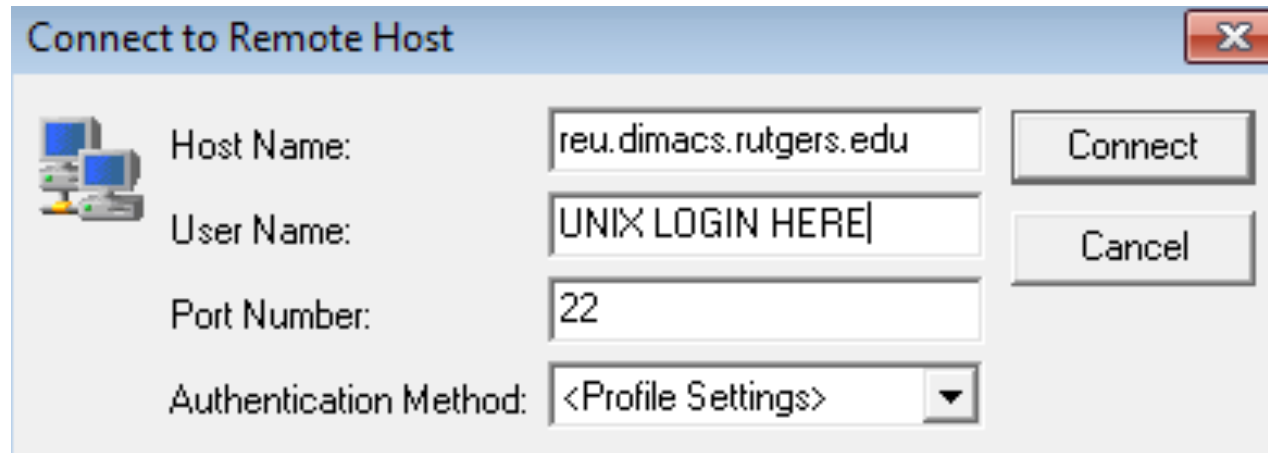 Connect to Remote Host
Host Name: reu.dimacs.rutgers.edu Connect
User Name: UNIX LOGIN HERE Cancel
Port Number: 22
Authentication Method: <Profile Settings>